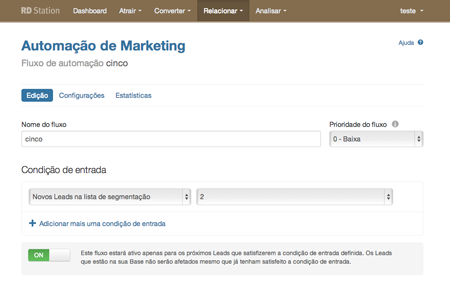 RD Station Dashboard Atrair Converter Relacionar Analisar teste
Automação de Marketing
Ajuda
Fluxo de automação cinco
Edição Configurações Estatísticas
Nome do fluxo Prioridade do fluxo
cinco 0 - Baixa
Condição de entrada
Novos Leads na lista de segmentação 2
+ Adicionar mais uma condição de entrada
ON Este fluxo estará ativo apenas para os próximos Leads que satisfizerem a condição de entrada definida. Os Leads
que estão na sua Base não serão afetados mesmo que já tenham satisfeito a condição de entrada.